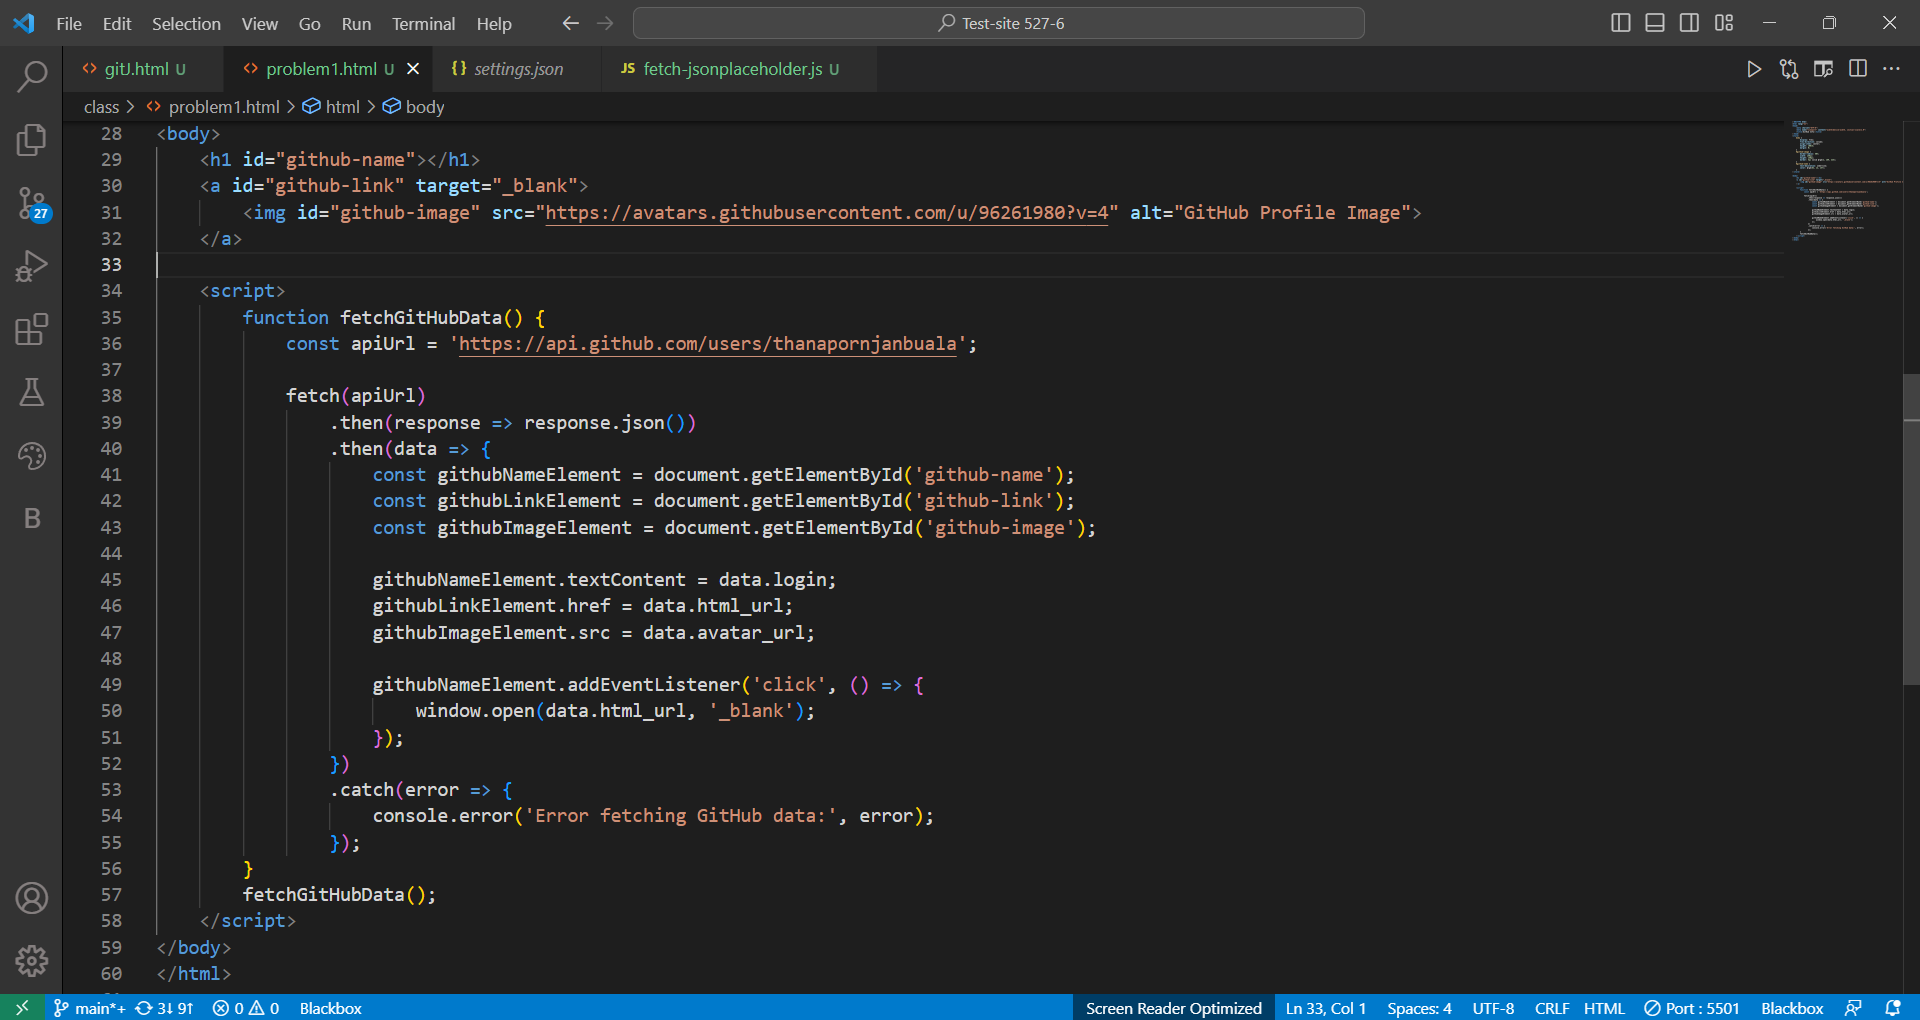 File Edit Selection View Go Run Terminal Help Test-site 527-6
gitJ.html U problem1.html U {} settings.json JS fetch-jsonplaceholder.js U
class > problem1.html > html > body
27
B
28 <body>
29 <h1 id="github-name"></h1>
30 <a id="github-link" target="_blank">
31 <img id="github-image" src="https://avatars.githubusercontent.com/u/96261980?v=4" alt="GitHub Profile Image">
32 </a>
33
34 <script>
35 function fetchGitHubData() {
36 const apiUrl = 'https://api.github.com/users/thanapornjanbuala';
37
38 fetch(apiUrl)
39 .then(response => response.json())
40 .then(data => {
41 const githubNameElement = document.getElementById('github-name');
42 const githubLinkElement = document.getElementById('github-link');
43 const githubImageElement = document.getElementById('github-image');
44
45 githubNameElement.textContent = data.login;
46 githubLinkElement.href = data.html_url;
47 githubImageElement.src = data.avatar_url;
48
49 githubNameElement.addEventListener('click', () => {
50 window.open(data.html_url, '_blank');
51 });
52 })
53 .catch(error => {
54 console.error('Error fetching GitHub data:', error);
55 });
56 }
57 fetchGitHubData();
58 </script>
59 </body>
60 </html>
main*+ 3↓ 9↑ 0 0 Blackbox Screen Reader Optimized Ln 33, Col 1 Spaces: 4 UTF-8 CRLF HTML Port : 5501 Blackbox